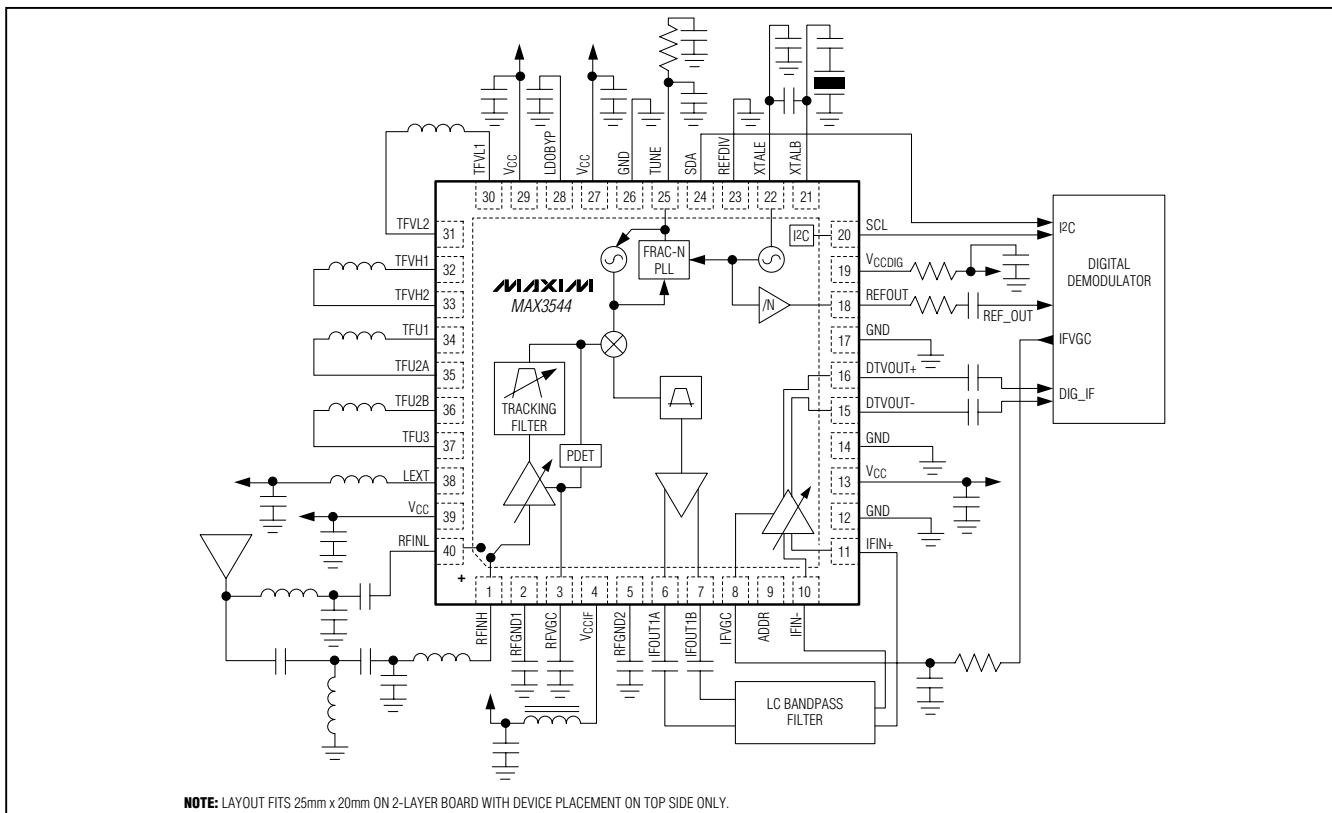 TFVL1
VCC
LDOBYP
VCC
GND
TUNE
SDA
REFDIV
XTALE
XTALB
30
29
28
27
26
25
24
23
22
21
TFVL2
31
TFVH1
32
TFVH2
33
TFU1
34
TFU2A
35
TFU2B
36
TFU3
37
LEXT
38
VCC
39
RFINL
40
+
MAXIM
MAX3544
FRAC-N
PLL
I2C
/N
TRACKING
FILTER
PDET
20
SCL
19
VCCDIG
18
REFOUT
REF_OUT
17
GND
16
DTVOUT+
15
DTVOUT-
14
GND
13
VCC
12
GND
11
IFIN+
I2C
DIGITAL
DEMODULATOR
IFVGC
DIG_IF
1
2
3
4
5
6
7
8
9
10
RFINH
RFGND1
RFVGC
VCCIF
RFGND2
IFOUT1A
IFOUT1B
IFVGC
ADDR
IFIN-
LC BANDPASS
FILTER
NOTE: LAYOUT FITS 25mm x 20mm ON 2-LAYER BOARD WITH DEVICE PLACEMENT ON TOP SIDE ONLY.